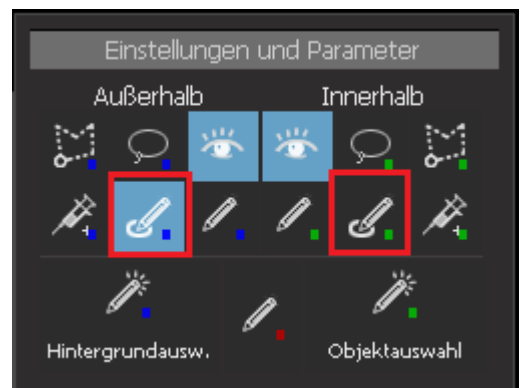 Einstellungen und Parameter
Außerhalb Innerhalb
Hintergrundausw. Objektauswahl